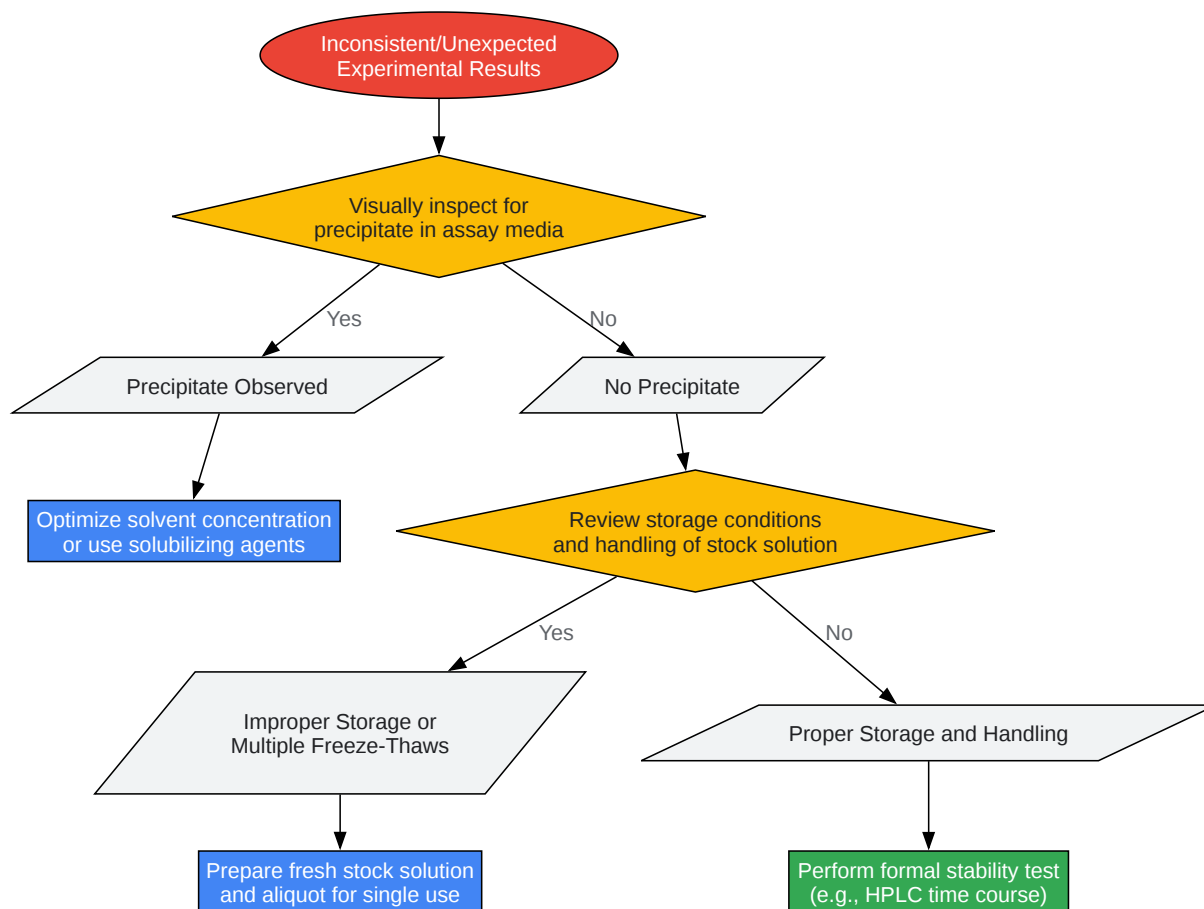 Inconsistent/Unexpected
Experimental Results
Visually inspect for
precipitate in assay media
Yes
No
Precipitate Observed
No Precipitate
Optimize solvent concentration
or use solubilizing agents
Review storage conditions
and handling of stock solution
Yes
No
Improper Storage or
Multiple Freeze-Thaws
Proper Storage and Handling
Prepare fresh stock solution
and aliquot for single use
Perform formal stability test
(e.g., HPLC time course)